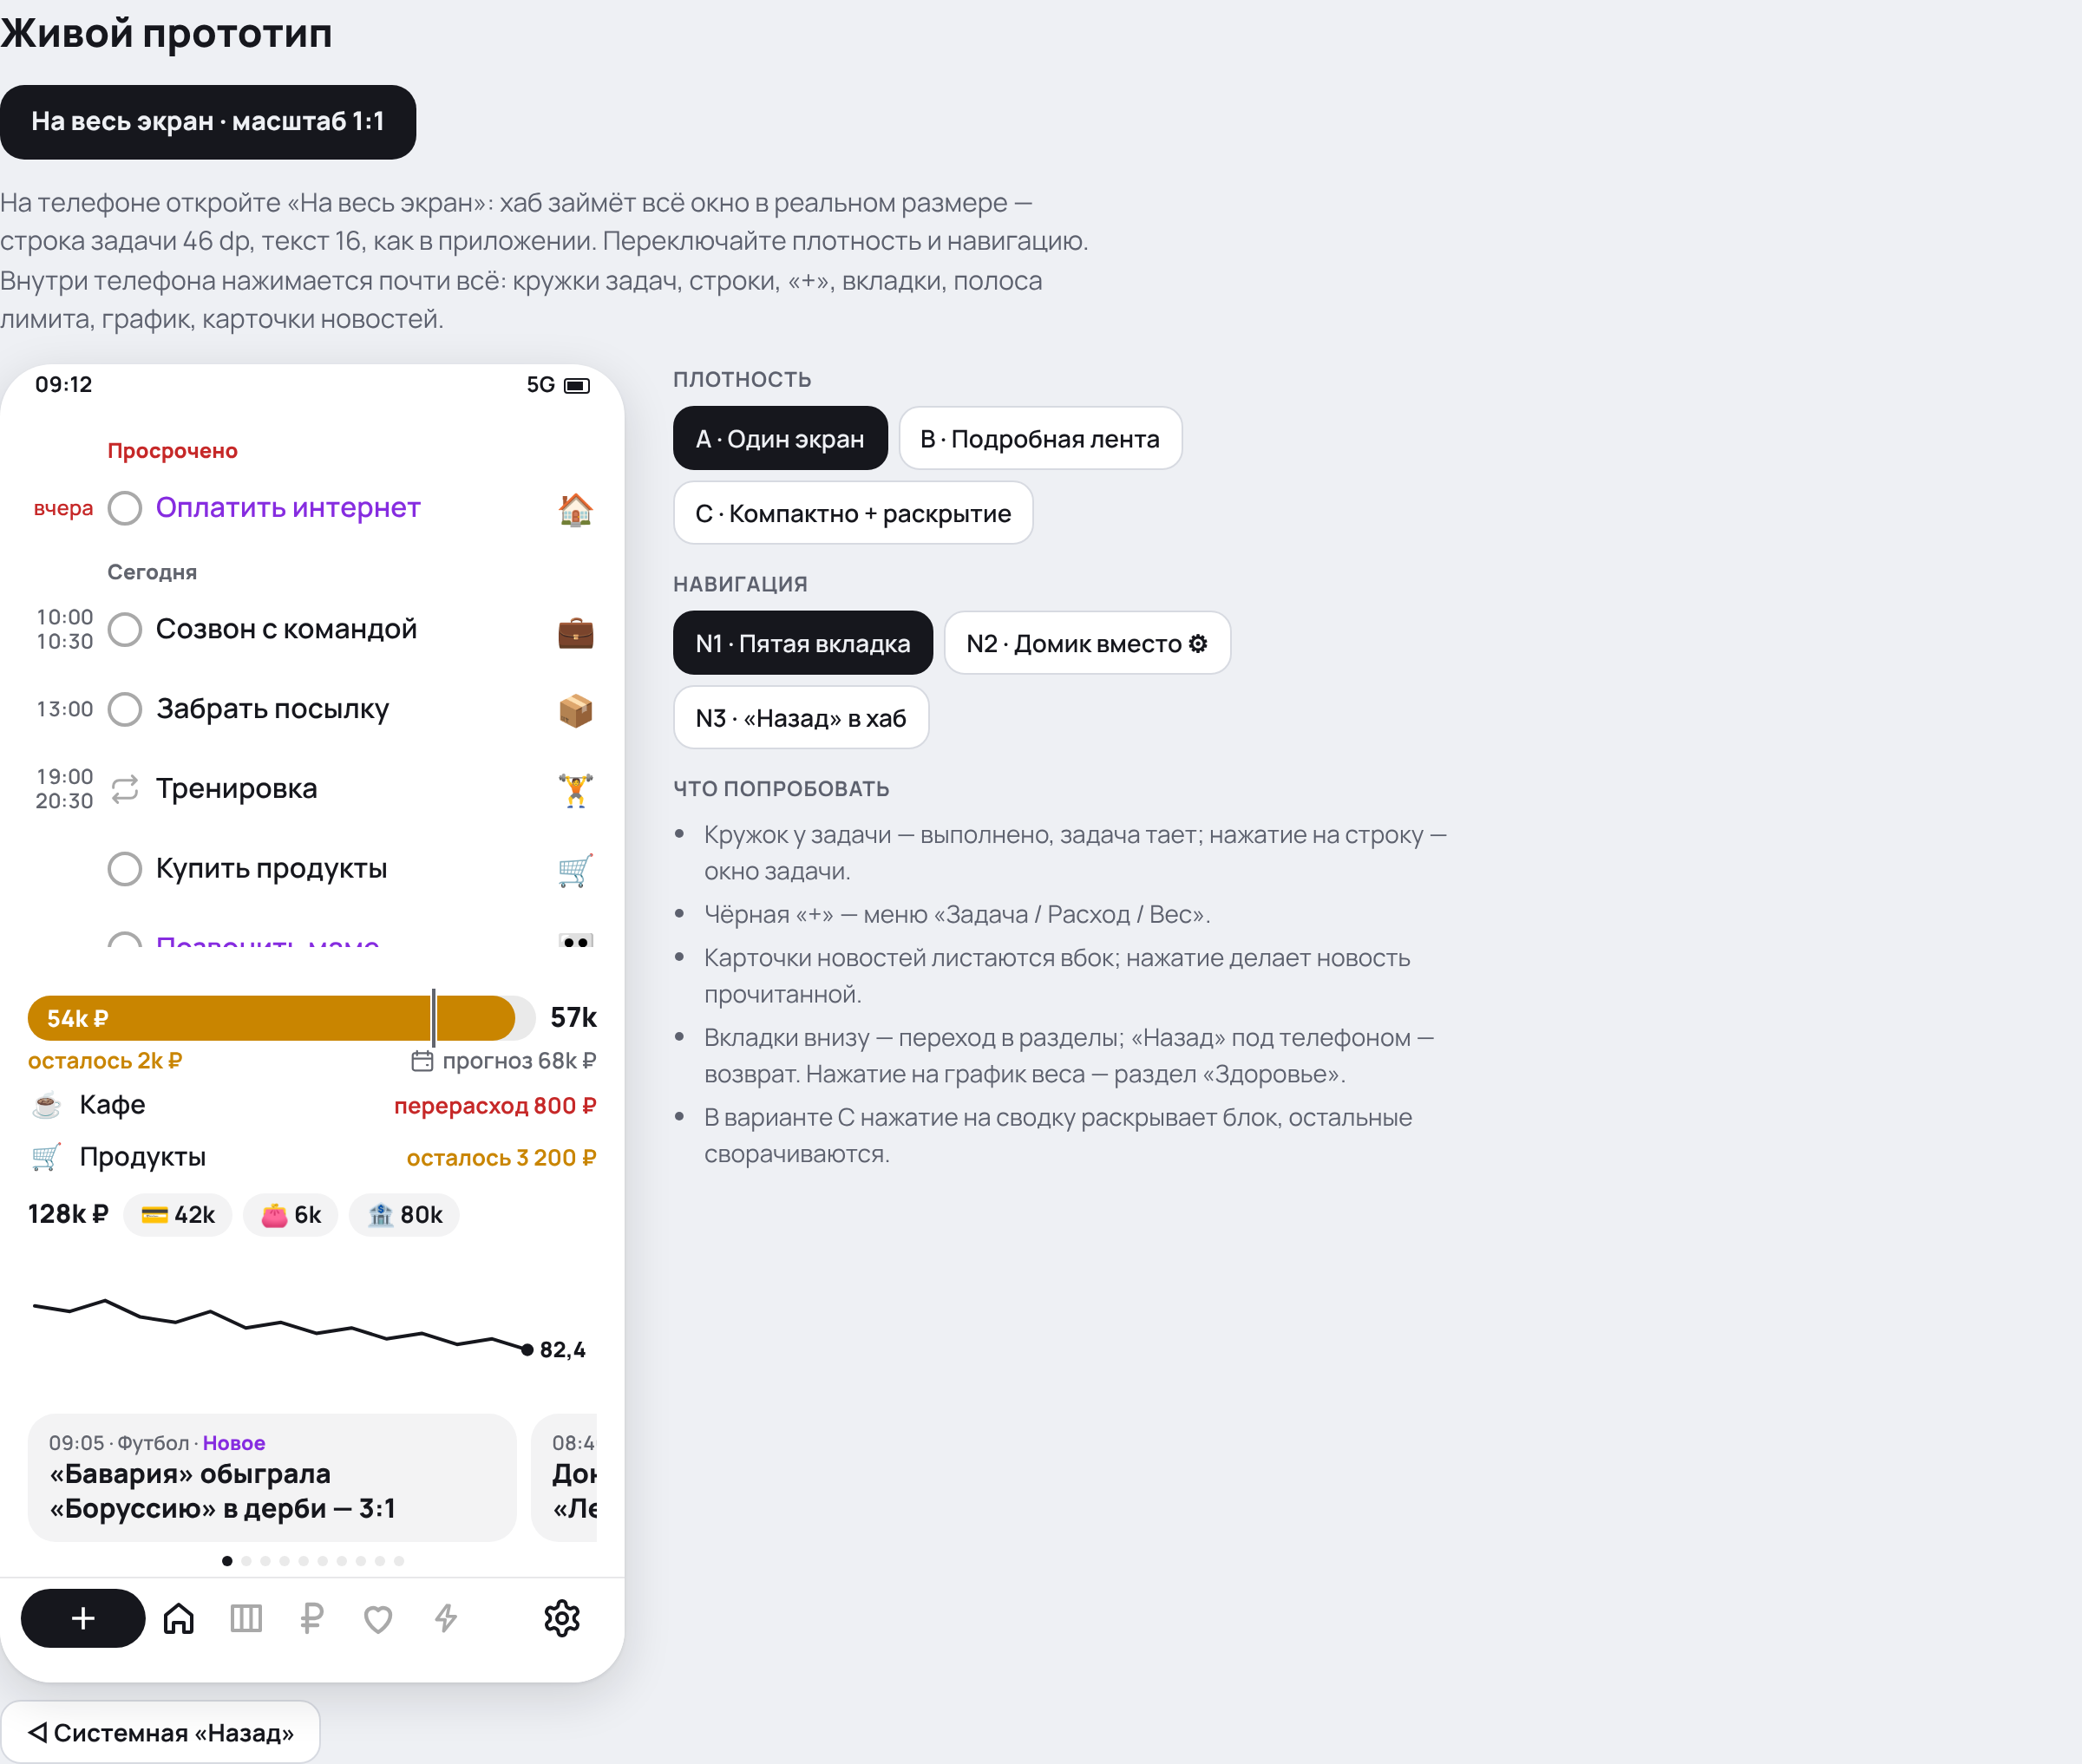 Живой прототип
На весь экран · масштаб 1:1
На телефоне откройте «На весь экран»: хаб займёт всё окно в реальном размере —
строка задачи 46 dp, текст 16, как в приложении. Переключайте плотность и навигацию.
Внутри телефона нажимается почти всё: кружки задач, строки, «+», вкладки, полоса
лимита, график, карточки новостей.
09:12
5G
Просрочено
вчера
Оплатить интернет
Сегодня
10:00
10:30
Созвон с командой
13:00
Забрать посылку
19:00
20:30
Тренировка
Купить продукты
Позвонить маме
54k ₽
57k
осталось 2k ₽
прогноз 68k ₽
Кафе
перерасход 800 ₽
Продукты
осталось 3 200 ₽
128k ₽
42k
6k
80k
82,4
09:05 · Футбол · Новое
«Бавария» обыграла
«Боруссию» в дерби — 3:1
+
Системная «Назад»
ПЛОТНОСТЬ
A · Один экран
B · Подробная лента
C · Компактно + раскрытие
НАВИГАЦИЯ
N1 · Пятая вкладка
N2 · Домик вместо ⚙
N3 · «Назад» в хаб
ЧТО ПОПРОБОВАТЬ
Кружок у задачи — выполнено, задача тает; нажатие на строку —
окно задачи.
Чёрная «+» — меню «Задача / Расход / Вес».
Карточки новостей листаются вбок; нажатие делает новость
прочитанной.
Вкладки внизу — переход в разделы; «Назад» под телефоном —
возврат. Нажатие на график веса — раздел «Здоровье».
В варианте C нажатие на сводку раскрывает блок, остальные
сворачиваются.